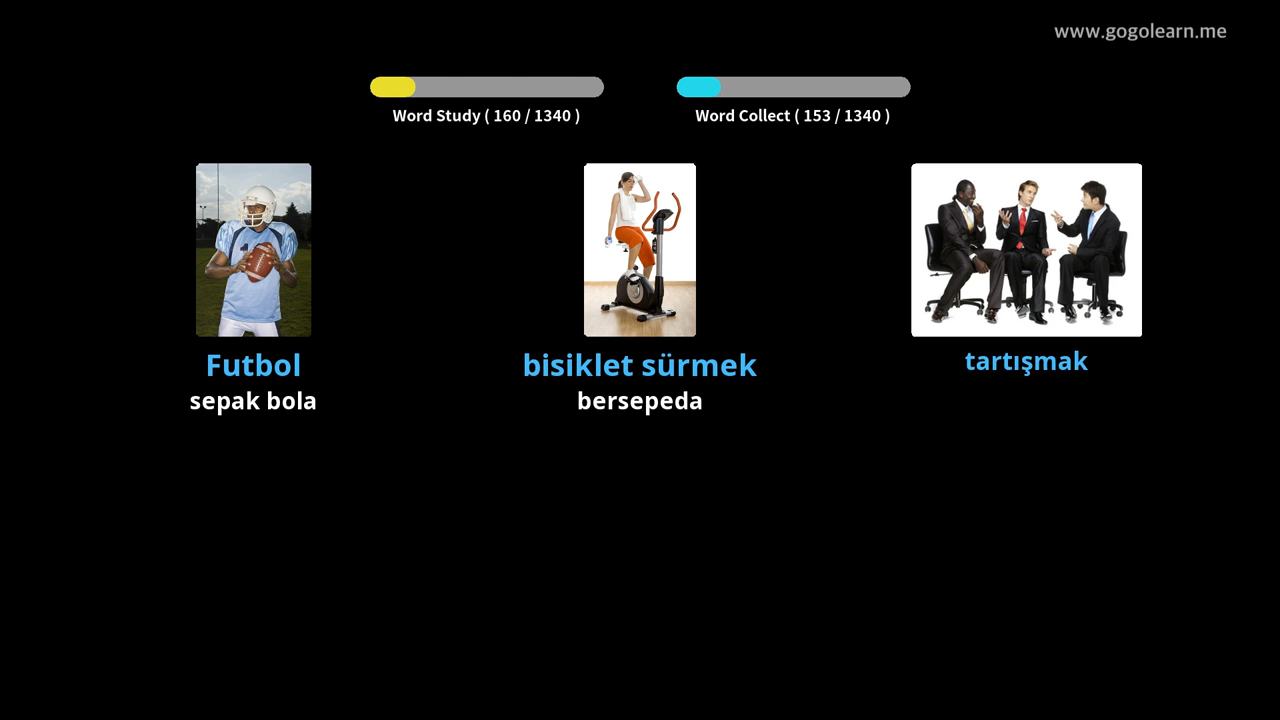 www.gogolearn.me
Word Study ( 160 / 1340 )
Word Collect ( 153 / 1340 )
Futbol
sepak bola
bisiklet sürmek
bersepeda
tartışmak